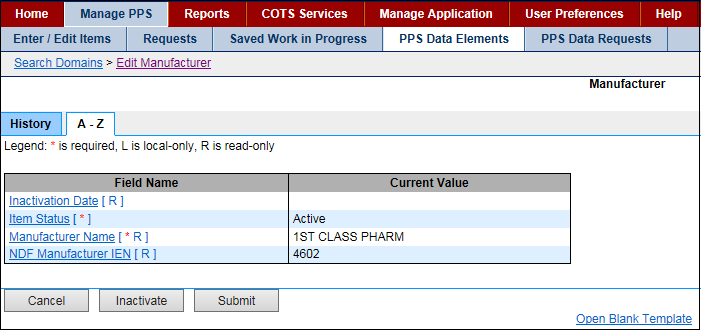 Home Manage PPS Reports COTS Services Manage Application User Preferences Help
Enter / Edit Items Requests Saved Work in Progress PPS Data Elements PPS Data Requests
Search Domains > Edit Manufacturer
Manufacturer
History A - Z
Legend: * is required, L is local-only, R is read-only
Field Name Current Value
Inactivation Date [ R ]
Item Status [ * ] Active
Manufacturer Name [ * R ] 1ST CLASS PHARM
NDF Manufacturer IEN [ R ] 4602
Cancel Inactivate Submit
Open Blank Template